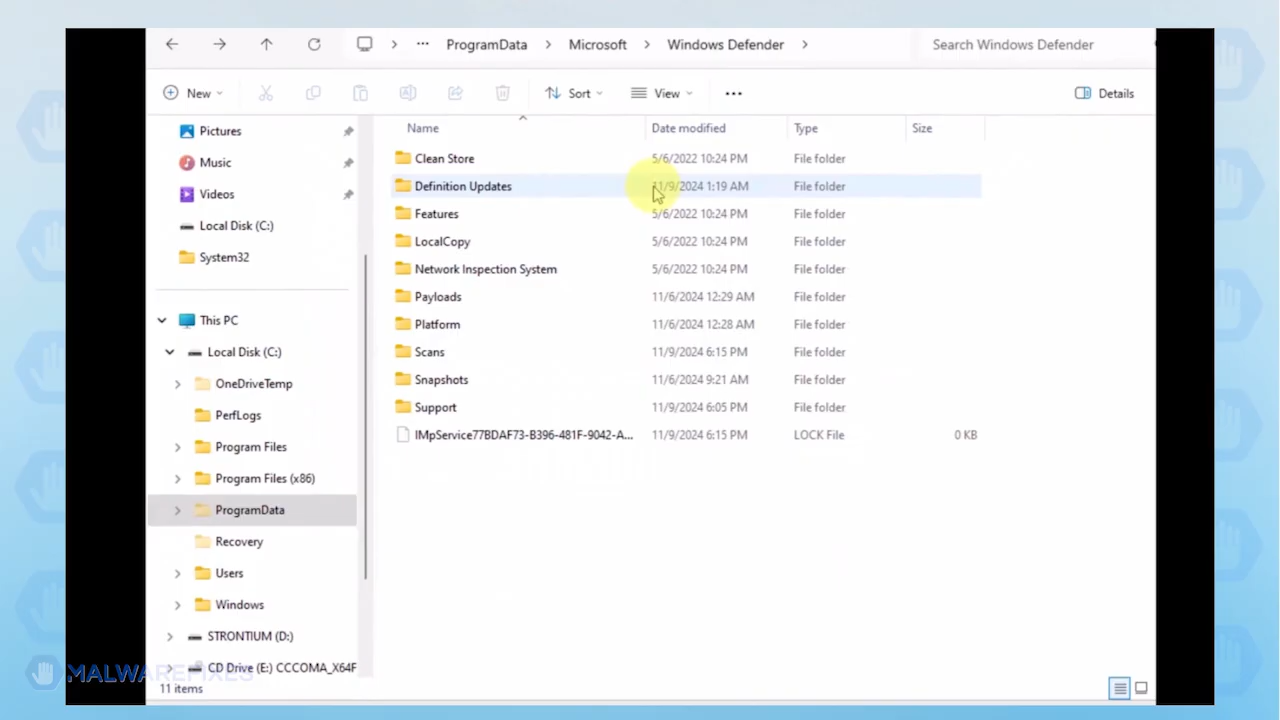 ProgramData > Microsoft > Windows Defender >
Search Windows Defender
New
Sort
View
Details
Name
Date modified
Type
Size
Pictures
Music
Videos
Local Disk (C:)
System32
This PC
Local Disk (C:)
OneDriveTemp
PerfLogs
Program Files
Program Files (x86)
ProgramData
Recovery
Users
Windows
STRONTIUM (D:)
CD Drive (E:) CCCOMA_X64F
Clean Store 5/6/2022 10:24 PM File folder
Definition Updates 11/9/2024 1:19 AM File folder
Features 5/6/2022 10:24 PM File folder
LocalCopy 5/6/2022 10:24 PM File folder
Network Inspection System 5/6/2022 10:24 PM File folder
Payloads 11/6/2024 12:29 AM File folder
Platform 11/6/2024 12:28 AM File folder
Scans 11/9/2024 6:15 PM File folder
Snapshots 11/6/2024 9:21 AM File folder
Support 11/9/2024 6:05 PM File folder
IMpService77BDAF73-B396-481F-9042-A... 11/9/2024 6:15 PM LOCK File 0 KB
MALWAREFIXES
11 items